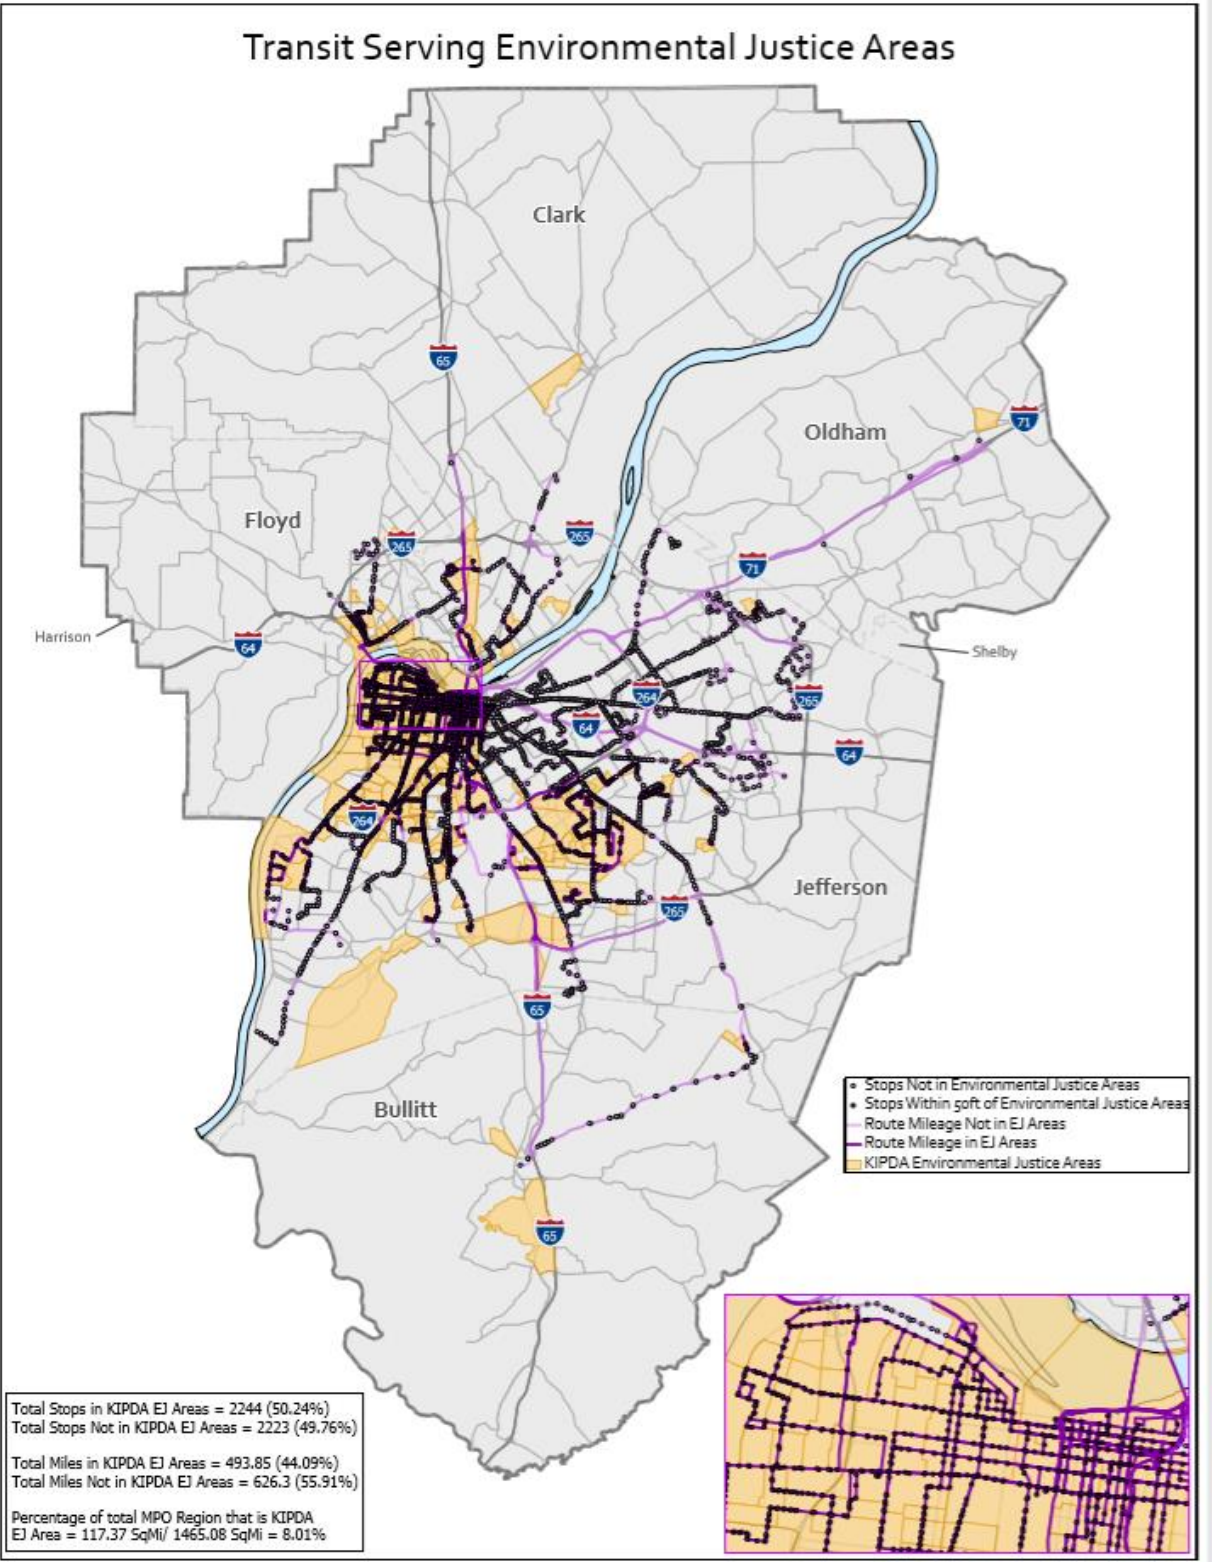 Transit Serving Environmental Justice Areas
Clark
65
Oldham
71
Floyd
265
265
71
Harrison
64
Shelby
264
265
64
64
264
Jefferson
265
65
Bullitt
Stops Not in Environmental Justice Areas
Stops Within 50ft of Environmental Justice Areas
Route Mileage Not in EJ Areas
Route Mileage in EJ Areas
KIPDA Environmental Justice Areas
65
Total Stops in KIPDA EJ Areas = 2244 (50.24%)
Total Stops Not in KIPDA EJ Areas = 2223 (49.76%)
Total Miles in KIPDA EJ Areas = 493.85 (44.09%)
Total Miles Not in KIPDA EJ Areas = 626.3 (55.91%)
Percentage of total MPO Region that is KIPDA
EJ Area = 117.37 SqMi/ 1465.08 SqMi = 8.01%